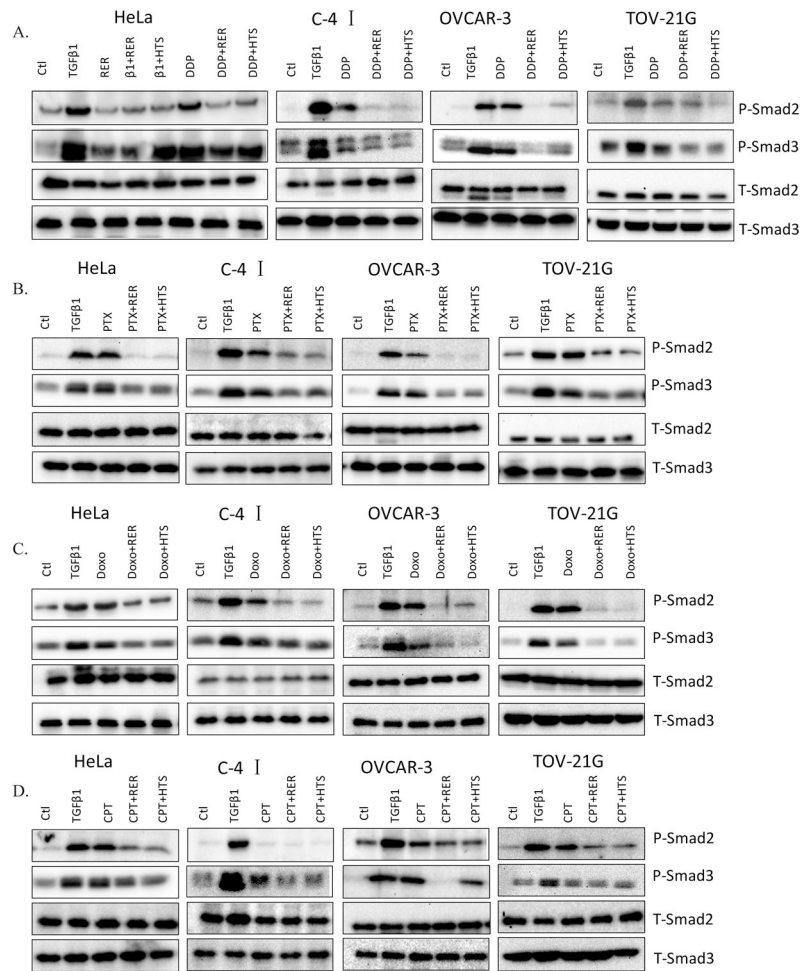 A.
HeLa
C-4 Ⅰ
OVCAR-3
TOV-21G
Ctl TGFβ1 RER β1+RER β1+HTS DDP DDP+RER DDP+HTS
Ctl TGFβ1 DDP DDP+RER DDP+HTS
Ctl TGFβ1 DDP DDP+RER DDP+HTS
Ctl TGFβ1 DDP DDP+RER DDP+HTS
P-Smad2
P-Smad3
T-Smad2
T-Smad3
B.
HeLa
C-4 Ⅰ
OVCAR-3
TOV-21G
Ctl TGFβ1 PTX PTX+RER PTX+HTS
Ctl TGFβ1 PTX PTX+RER PTX+HTS
Ctl TGFβ1 PTX PTX+RER PTX+HTS
Ctl TGFβ1 PTX PTX+RER PTX+HTS
P-Smad2
P-Smad3
T-Smad2
T-Smad3
C.
HeLa
C-4 Ⅰ
OVCAR-3
TOV-21G
Ctl TGFβ1 Doxo Doxo+RER Doxo+HTS
Ctl TGFβ1 Doxo Doxo+RER Doxo+HTS
Ctl TGFβ1 Doxo Doxo+RER Doxo+HTS
Ctl TGFβ1 Doxo Doxo+RER Doxo+HTS
P-Smad2
P-Smad3
T-Smad2
T-Smad3
D.
HeLa
C-4 Ⅰ
OVCAR-3
TOV-21G
Ctl TGFβ1 CPT CPT+RER CPT+HTS
Ctl TGFβ1 CPT CPT+RER CPT+HTS
Ctl TGFβ1 CPT CPT+RER CPT+HTS
Ctl TGFβ1 CPT CPT+RER CPT+HTS
P-Smad2
P-Smad3
T-Smad2
T-Smad3